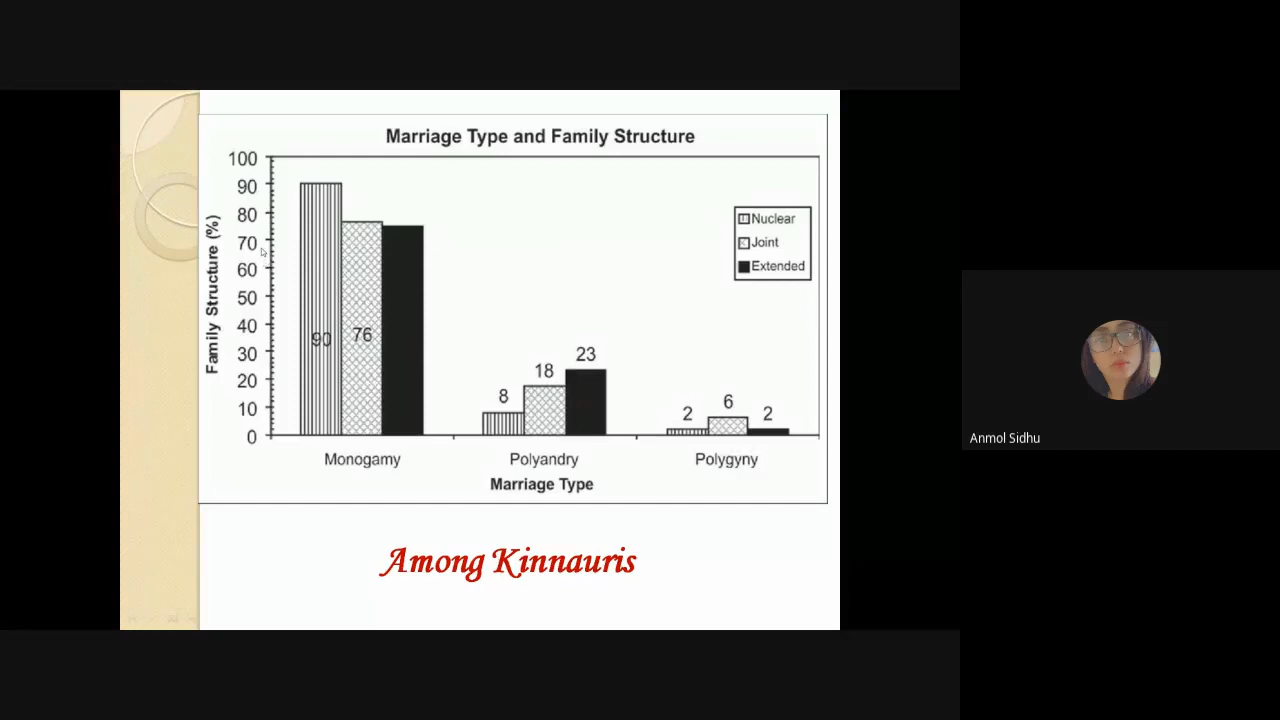 Marriage Type and Family Structure
100
90
80
70
60
50
40
30
20
10
0
Family Structure (%)
Nuclear
Joint
Extended
90
76
8
18
23
2
6
2
Monogamy
Polyandry
Polygyny
Marriage Type
Among Kinnauris
Anmol Sidhu